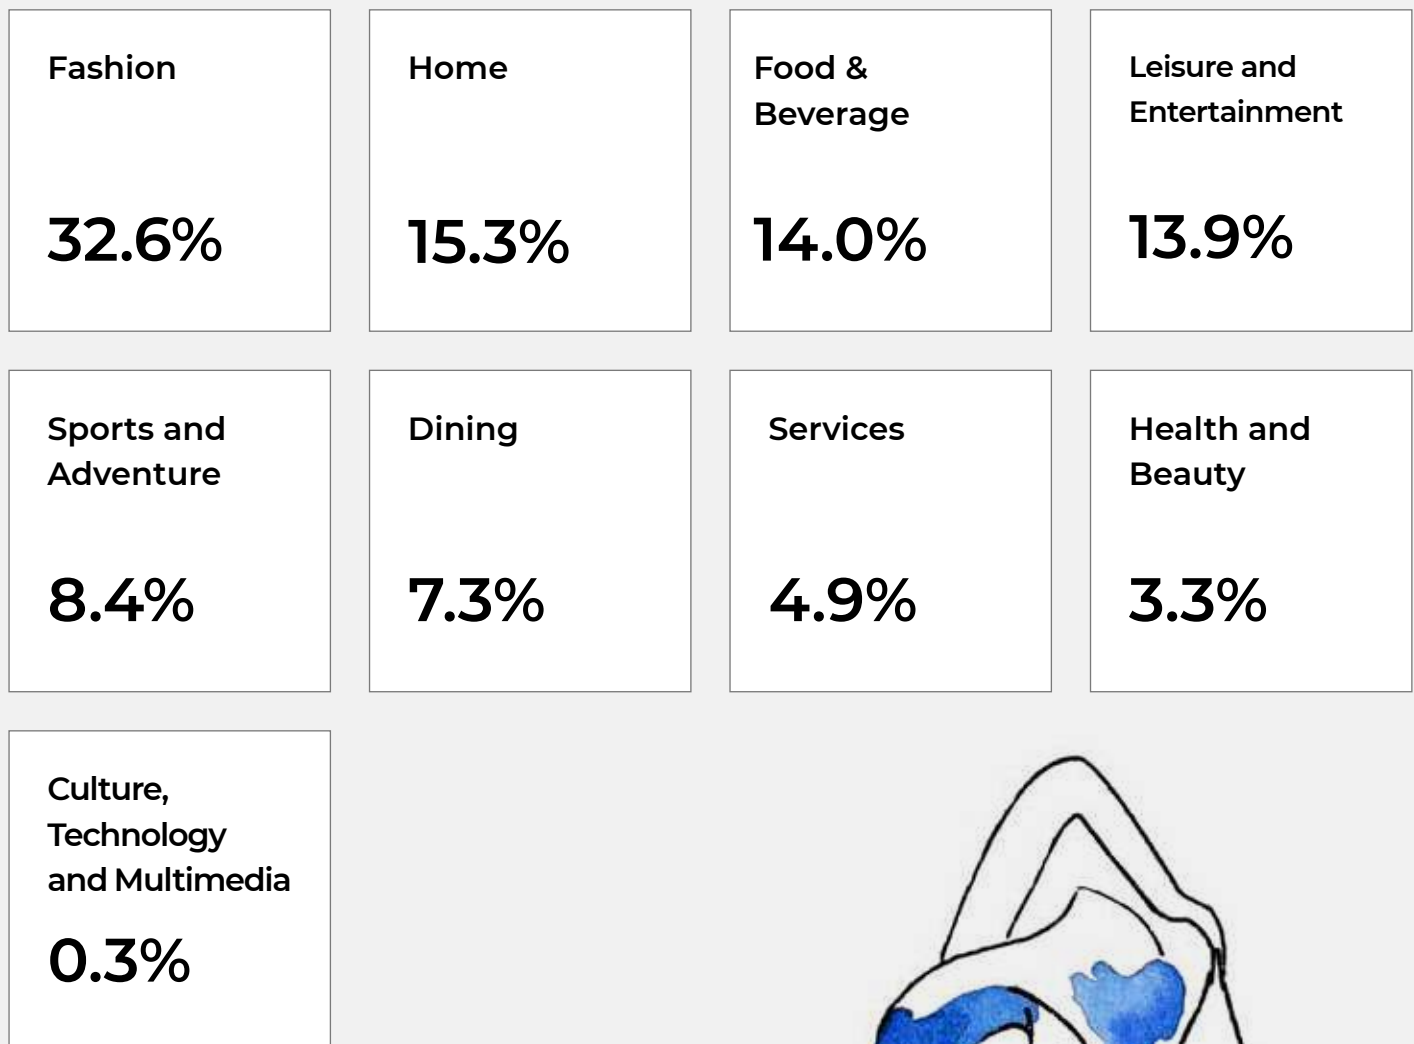 Fashion
32.6%
Home
15.3%
Food &
Beverage
14.0%
Leisure and
Entertainment
13.9%
Sports and
Adventure
8.4%
Dining
7.3%
Services
4.9%
Health and
Beauty
3.3%
Culture,
Technology
and Multimedia
0.3%